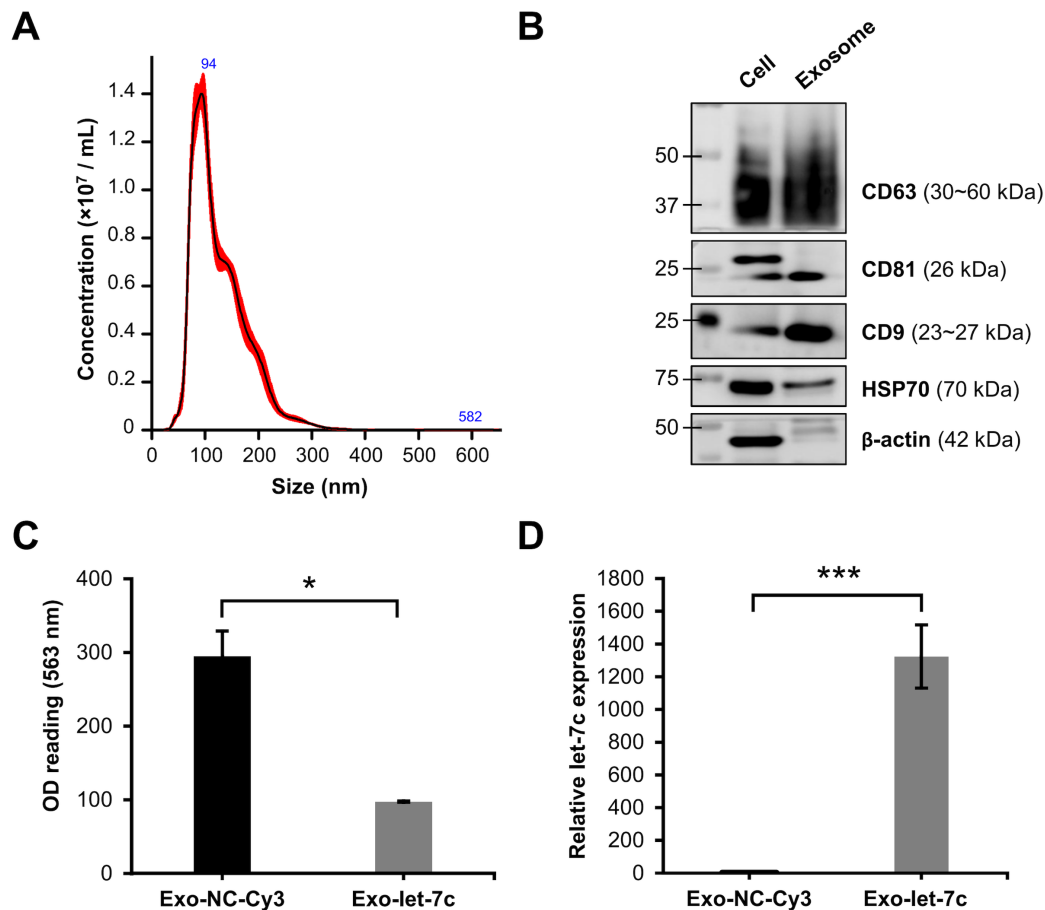 A
94
Concentration (×10⁷ / mL)
1.4
1.2
1.0
0.8
0.6
0.4
0.2
0
582
0 100 200 300 400 500 600
Size (nm)
B
Cell Exosome
50
37
CD63 (30~60 kDa)
25
CD81 (26 kDa)
25
CD9 (23~27 kDa)
75
HSP70 (70 kDa)
50
β-actin (42 kDa)
C
OD reading (563 nm)
400
300
200
100
0
*
Exo-NC-Cy3 Exo-let-7c
D
Relative let-7c expression
1800
1600
1400
1200
1000
800
600
400
200
0
***
Exo-NC-Cy3 Exo-let-7c